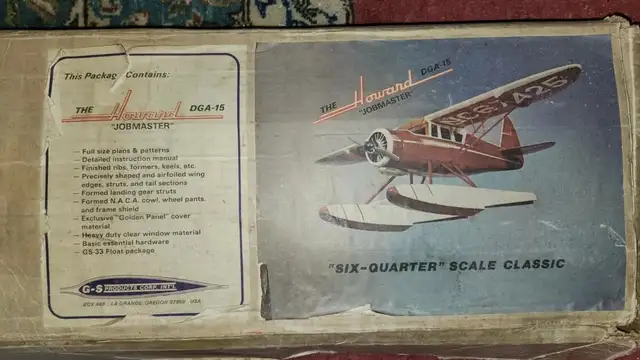 This Package Contains:
THE Howard DGA-15
"JOBMASTER"
— Full size plans & patterns
— Detailed instruction manual
— Finished ribs, formers, keels, etc.
— Precisely shaped and airfoiled wing
edges, struts, and tail sections
— Formed landing gear struts
— Formed N.A.C.A. cowl, wheel pants,
and frame shield
— Exclusive "Golden Panel" cover
material
— Heavy duty clear window material
— Basic essential hardware
— GS-33 Float package
G-S PRODUCTS CORP. INT'L
LA GRANDE, OREGON 97850 USA
THE Howard DGA-15
"JOBMASTER"
"SIX-QUARTER" SCALE CLASSIC